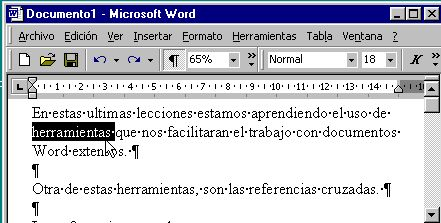 Documento1 - Microsoft Word
Archivo Edición Ver Insertar Formato Herramientas Tabla Ventana ?
¶ 65% ? Normal 18 N K
1 1 2 3 4 5 6 7 8 9 10 11 12 13 14 16
En·estas·ultimas·lecciones·estamos·aprendiendo·el·uso·de·
herramientas·que·nos·facilitaran·el·trabajo·con·documentos·
Word·extensos.·¶
¶
Otra·de·estas·herramientas,·son·las·referencias·cruzadas.·¶
¶